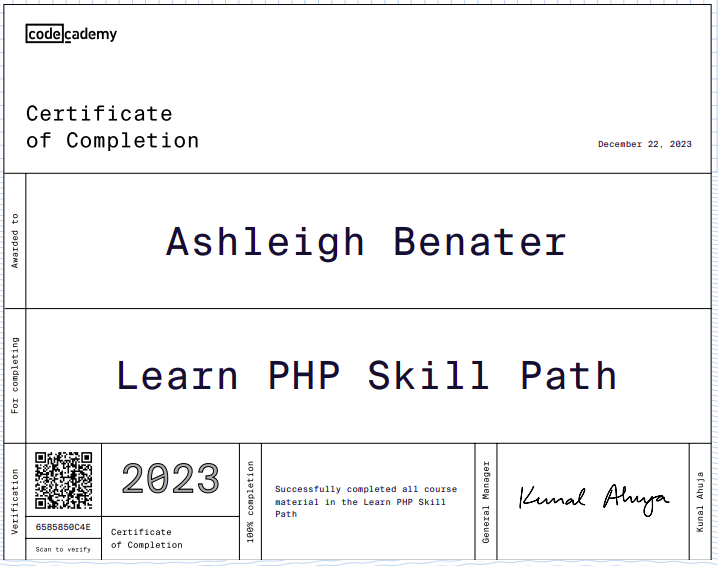 codecademy
Certificate
of Completion
December 22, 2023
Awarded to
Ashleigh Benater
For completing
Learn PHP Skill Path
Verification
6585850C4E
Scan to verify
2023
Certificate
of Completion
100% completion
Successfully completed all course
material in the Learn PHP Skill
Path
General Manager
Kunal Ahuja
Kunal Ahuja